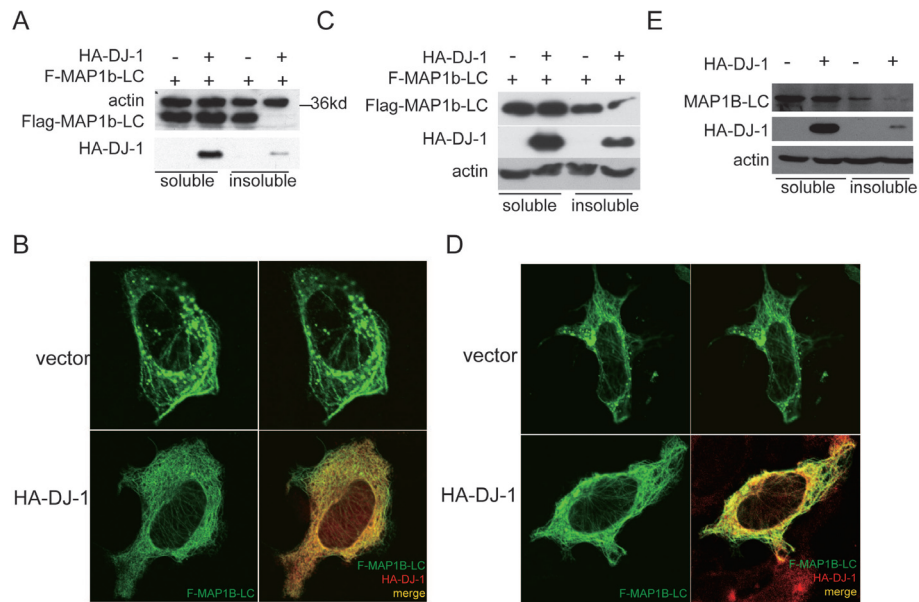 A
HA-DJ-1 - + - +
F-MAP1b-LC + + + +
actin
36kd
Flag-MAP1b-LC
HA-DJ-1
soluble insoluble
C
HA-DJ-1 - + - +
F-MAP1b-LC + + + +
Flag-MAP1b-LC
HA-DJ-1
actin
soluble insoluble
E
HA-DJ-1 - + - +
MAP1B-LC
HA-DJ-1
actin
soluble insoluble
B
vector
HA-DJ-1
F-MAP1B-LC
F-MAP1B-LC
HA-DJ-1
merge
D
vector
HA-DJ-1
F-MAP1B-LC
F-MAP1B-LC
HA-DJ-1
merge